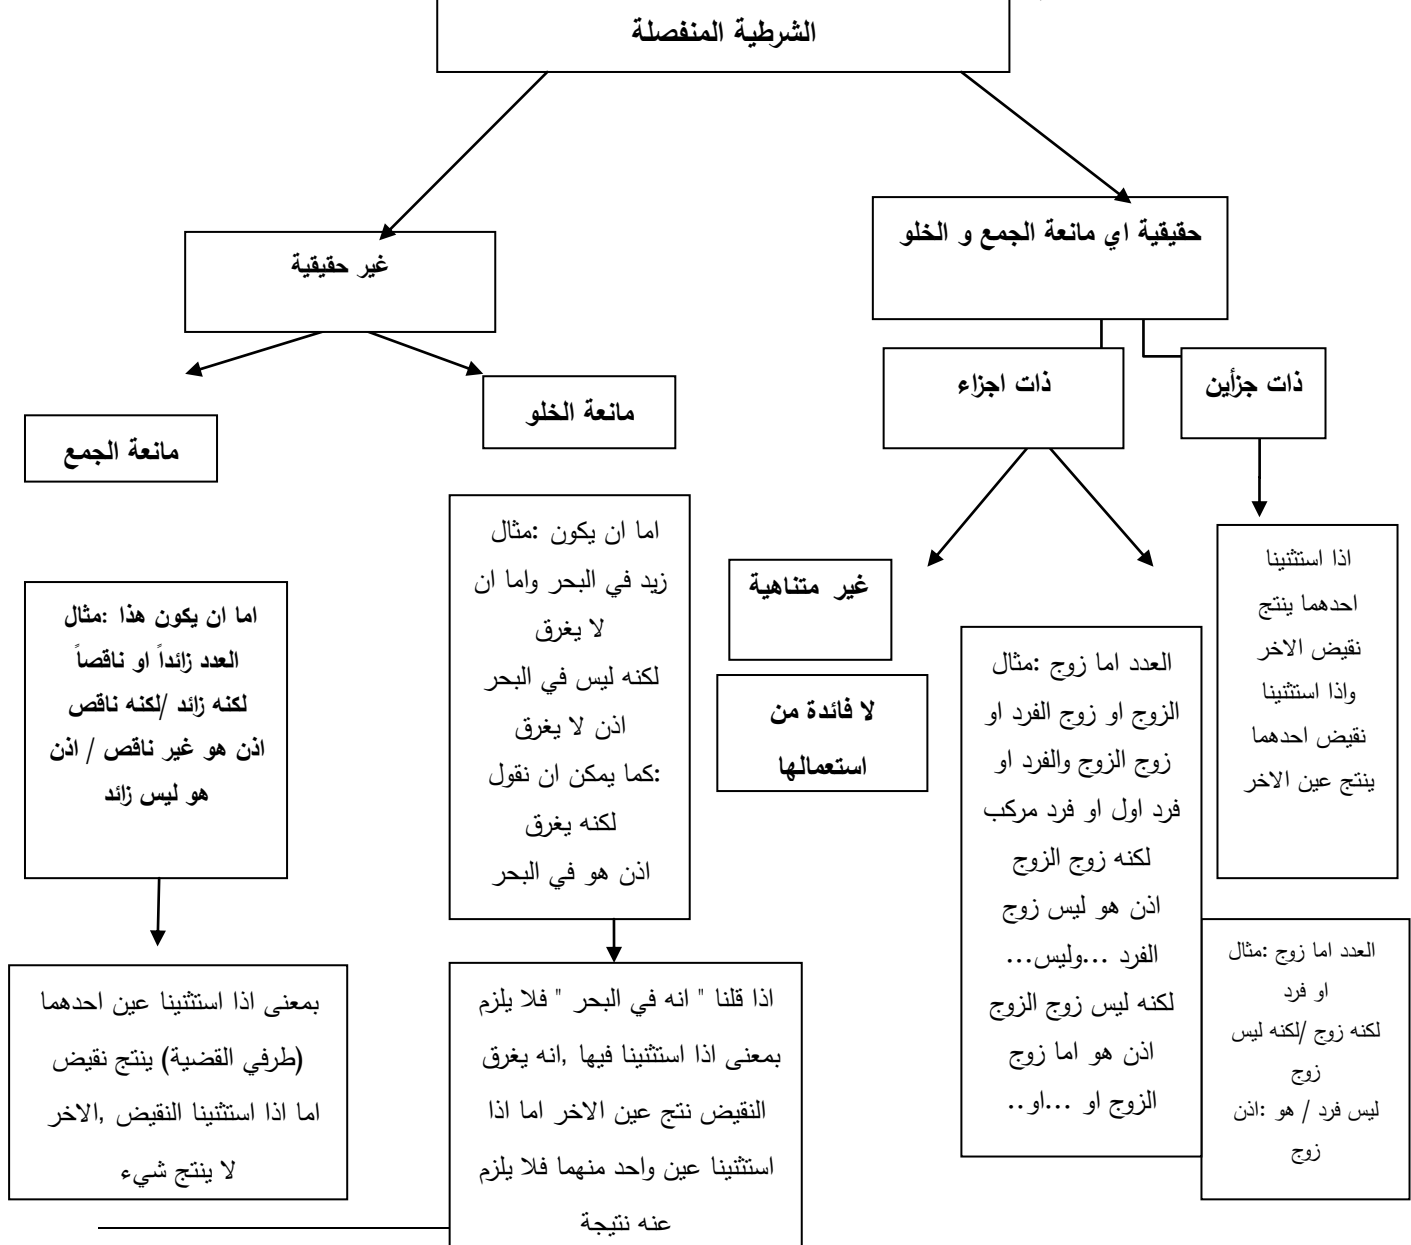 الشرطية المنفصلة
حقيقية اي مانعة الجمع و الخلو
غير حقيقية
ذات جزأين
ذات اجزاء
مانعة الخلو
مانعة الجمع
اذا استثنينا
احدهما ينتج
نقيض الاخر
واذا استثنينا
نقيض احدهما
ينتج عين الاخر
العدد اما زوج :مثال
او فرد
لكنه زوج /لكنه ليس
زوج
ليس فرد / هو :اذن
زوج
العدد اما زوج :مثال
الزوج او زوج الفرد او
زوج الزوج والفرد او
فرد اول او فرد مركب
لكنه زوج الزوج
اذن هو ليس زوج
الفرد ...وليس...
لكنه ليس زوج الزوج
اذن هو اما زوج
الزوج او ...او..
غير متناهية
لا فائدة من
استعمالها
اما ان يكون :مثال
زيد في البحر واما ان
لا يغرق
لكنه ليس في البحر
اذن لا يغرق
:كما يمكن ان نقول
لكنه يغرق
اذن هو في البحر
اذا قلنا " انه في البحر " فلا يلزم
بمعنى اذا استثنينا فيها ,انه يغرق
النقيض نتج عين الاخر اما اذا
استثنينا عين واحد منهما فلا يلزم
عنه نتيجة
اما ان يكون هذا :مثال
العدد زائداً او ناقصاً
لكنه زائد /لكنه ناقص
اذن هو غير ناقص / اذن
هو ليس زائد
بمعنى اذا استثنينا عين احدهما
(طرفي القضية) ينتج نقيض
اما اذا استثنينا النقيض ,الاخر
لا ينتج شيء